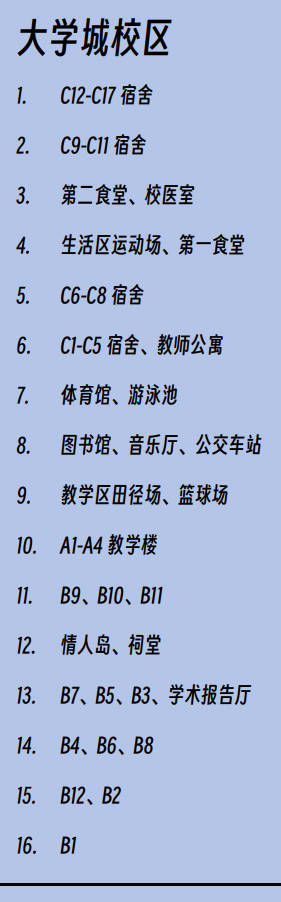 大学城校区
1. C12-C17 宿舍
2. C9-C11 宿舍
3. 第二食堂、校医室
4. 生活区运动场、第一食堂
5. C6-C8 宿舍
6. C1-C5 宿舍、教师公寓
7. 体育馆、游泳池
8. 图书馆、音乐厅、公交车站
9. 教学区田径场、篮球场
10. A1-A4 教学楼
11. B9、B10、B11
12. 情人岛、祠堂
13. B7、B5、B3、学术报告厅
14. B4、B6、B8
15. B12、B2
16. B1